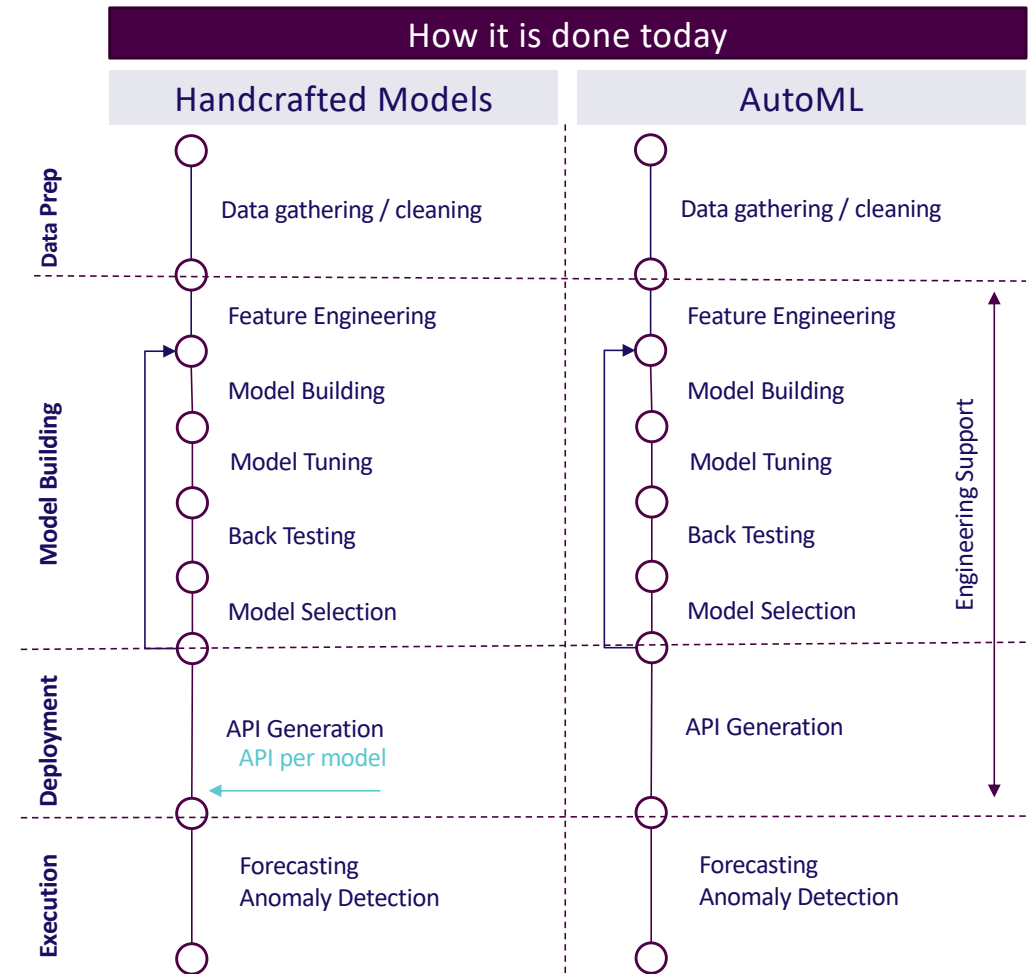 How it is done today
Handcrafted Models
AutoML
Data Prep
Data gathering / cleaning
Data gathering / cleaning
Model Building
Feature Engineering
Model Building
Model Tuning
Back Testing
Model Selection
Feature Engineering
Model Building
Model Tuning
Back Testing
Model Selection
Engineering Support
Deployment
API Generation
API per model
API Generation
Execution
Forecasting
Anomaly Detection
Forecasting
Anomaly Detection